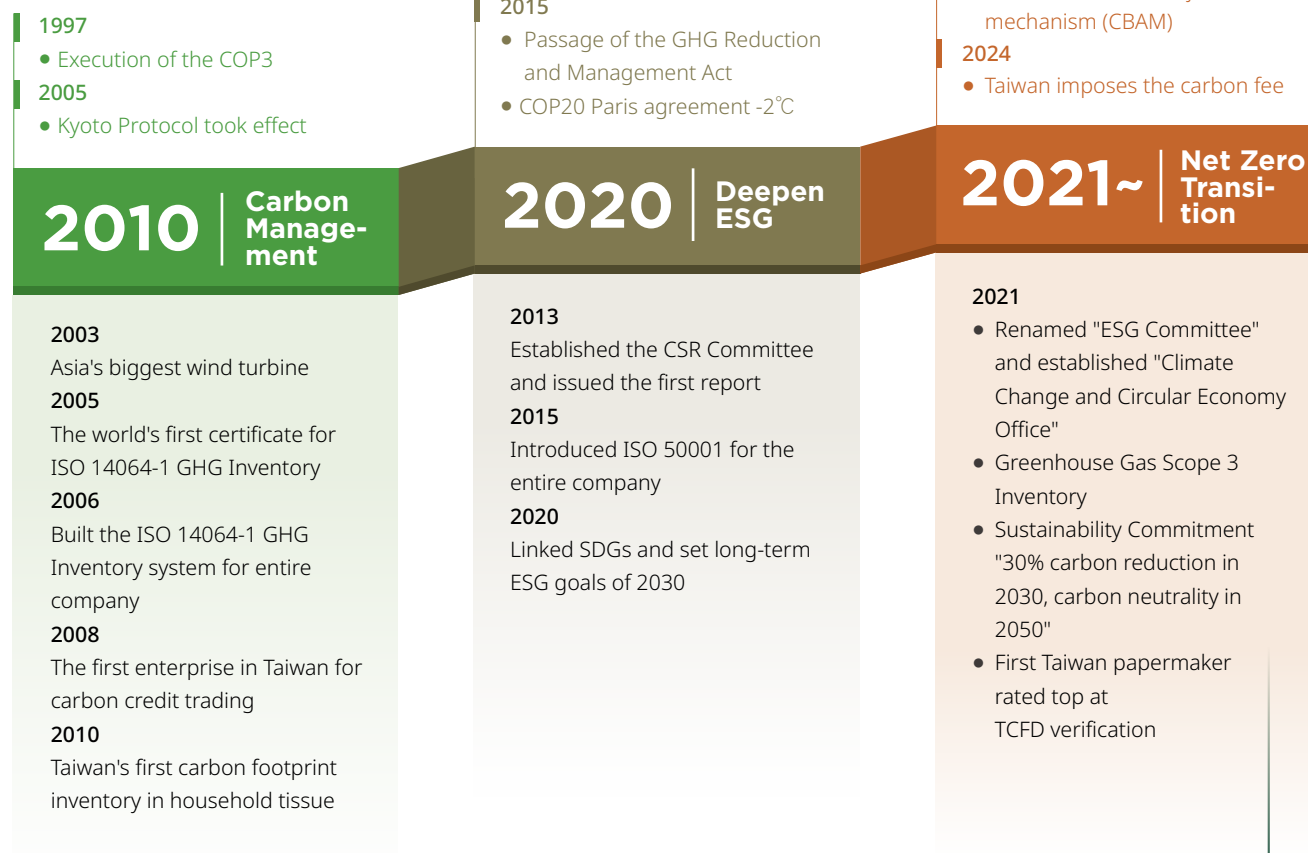 1997
• Execution of the COP3
2005
• Kyoto Protocol took effect
2010
Carbon
Manage-
ment
2003
Asia's biggest wind turbine
2005
The world's first certificate for
ISO 14064-1 GHG Inventory
2006
Built the ISO 14064-1 GHG
Inventory system for entire
company
2008
The first enterprise in Taiwan for
carbon credit trading
2010
Taiwan's first carbon footprint
inventory in household tissue
2015
• Passage of the GHG Reduction
and Management Act
• COP20 Paris agreement -2℃
2020
Deepen
ESG
2013
Established the CSR Committee
and issued the first report
2015
Introduced ISO 50001 for the
entire company
2020
Linked SDGs and set long-term
ESG goals of 2030
mechanism (CBAM)
2024
• Taiwan imposes the carbon fee
2021~
Net Zero
Transi-
tion
2021
• Renamed "ESG Committee"
and established "Climate
Change and Circular Economy
Office"
• Greenhouse Gas Scope 3
Inventory
• Sustainability Commitment
"30% carbon reduction in
2030, carbon neutrality in
2050"
• First Taiwan papermaker
rated top at
TCFD verification